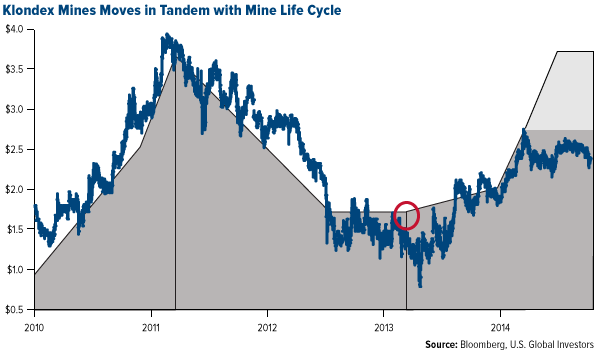 Klondex Mines Moves in Tandem with Mine Life Cycle
$4.0
$3.5
$3.0
$2.5
$2.0
$1.5
$1.0
$0.5
2010 2011 2012 2013 2014
Source: Bloomberg, U.S. Global Investors